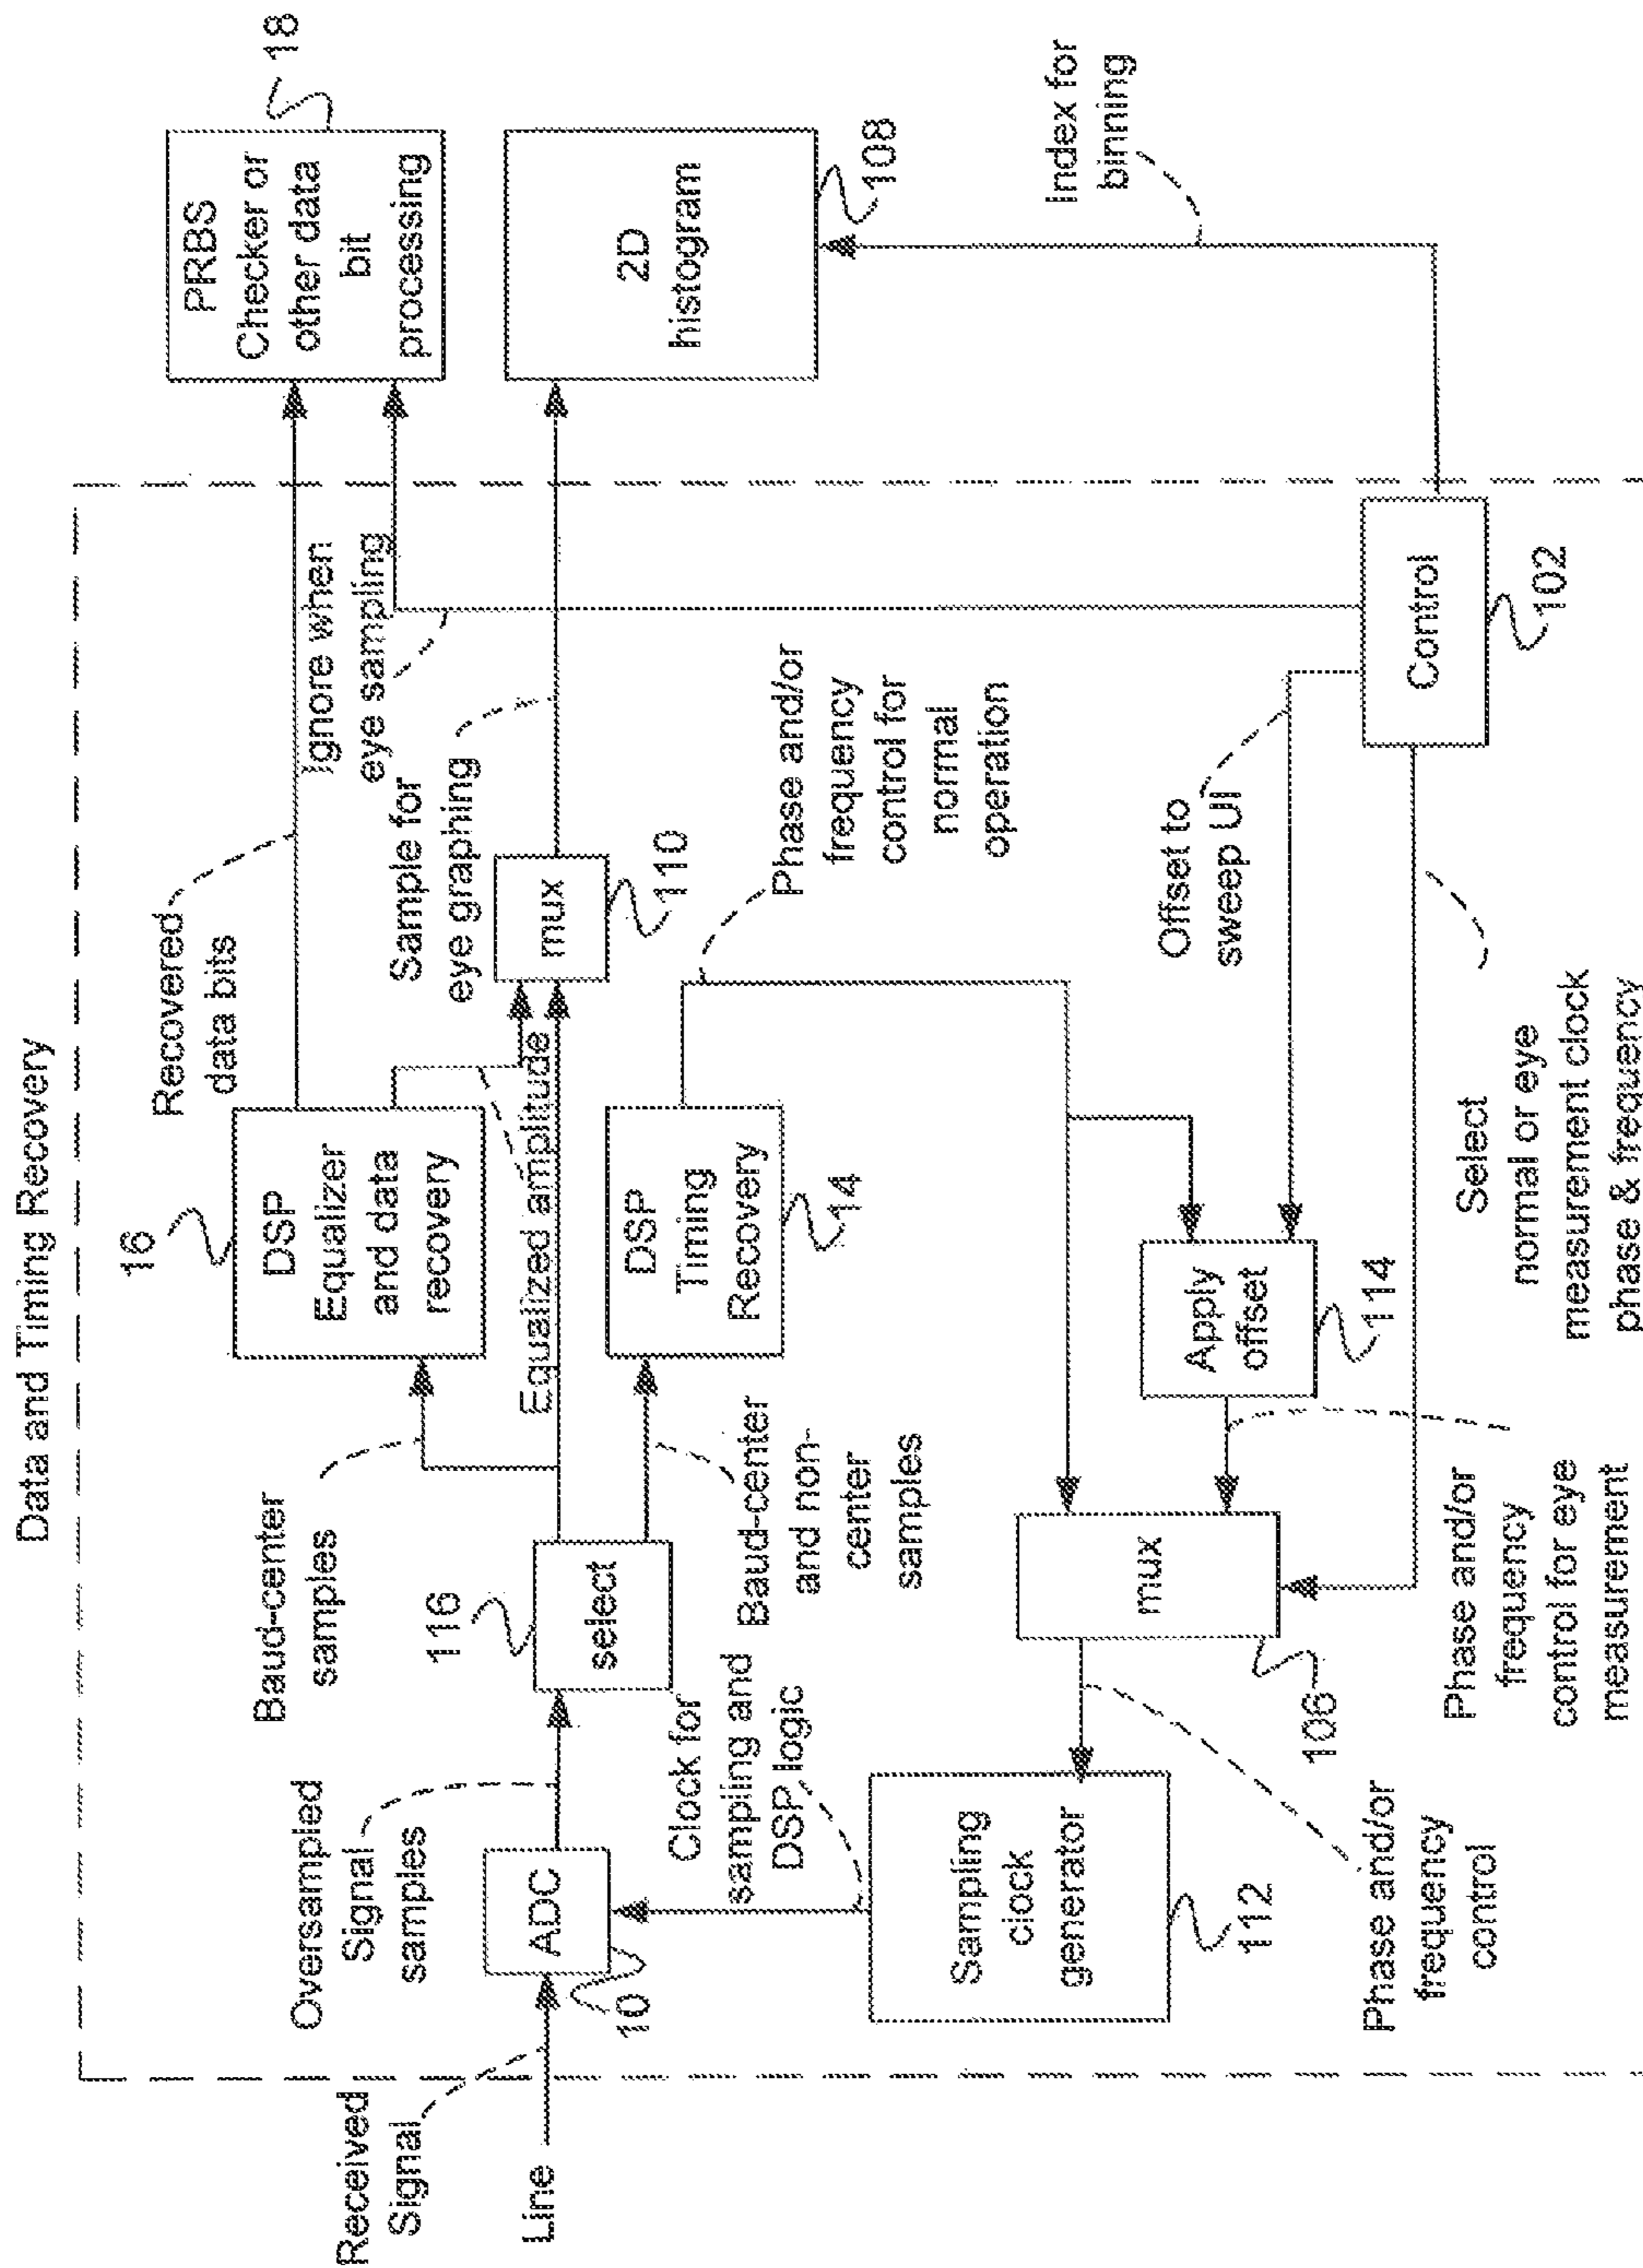 Data and Timing Recovery
Received
Signal
Line
Oversampled
Signal
samples
ADC
10
Baud-center
samples
116
select
16
DSP
Equalizer
and data
recovery
Recovered
data bits
Ignore when
eye sampling
PRBS
Checker or
other data
bit
processing
18
Equalized amplitude
Sample for
eye graphing
mux
110
2D
histogram
108
Index for
binning
Clock for
sampling and
DSP logic
Baud-center
and non-
center
samples
DSP
Timing
Recovery
14
Phase and/or
frequency
control for
normal
operation
Sampling
clock
generator
112
mux
106
Apply
offset
114
Offset to
sweep UI
Control
102
Phase and/or
frequency
control
Phase and/or
frequency
control for eye
measurement
Select
normal or eye
measurement clock
phase & frequency